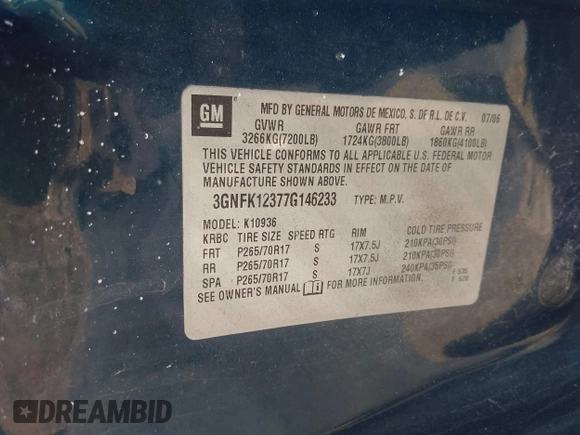 GM
MFD BY GENERAL MOTORS DE MEXICO, S. DF R.L. DE C.V. 07/06
GVWR GAWR FRT GAWR RR
3266KG(7200LB) 1724KG(3800LB) 1860KG(4100LB)
THIS VEHICLE CONFORMS TO ALL APPLICABLE U.S. FEDERAL MOTOR
VEHICLE SAFETY STANDARDS IN EFFECT ON THE DATE OF
MANUFACTURE SHOWN ABOVE.
3GNFK12377G146233 TYPE: M.P.V.
MODEL: K10936
KRBC TIRE SIZE SPEED RTG RIM COLD TIRE PRESSURE
FRT P265/70R17 S 17X7.5J 210KPA(30PSI)
RR P265/70R17 S 17X7.5J 210KPA(30PSI)
SPA P265/70R17 S 17X7J 240KPA(35PSI)
SEE OWNER'S MANUAL FOR MORE INFORMATION.
DREAMBID